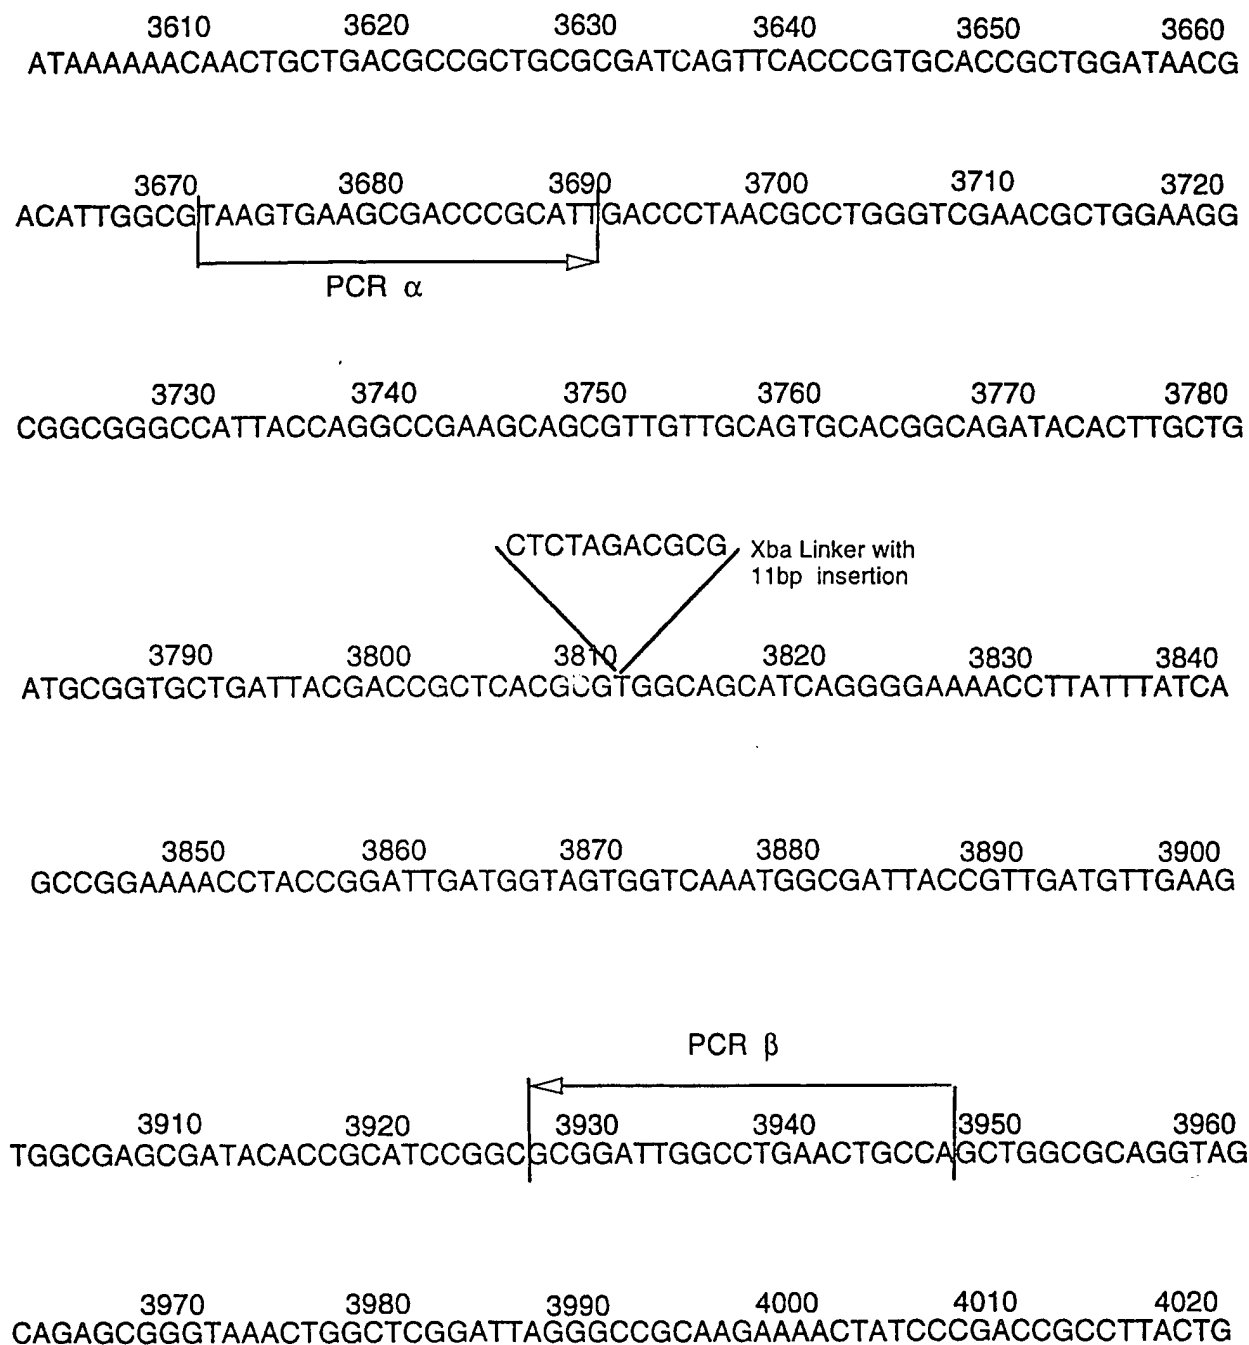 3610 3620 3630 3640 3650 3660
ATAAAAAACAACTGCTGACGCCGCTGCGCGATCAGTTCACCCGTGCACCGCTGGATAACG
3670 3680 3690 3700 3710 3720
ACATTGGCGTAAGTGAAGCGACCCGCATTGACCCTAACGCCTGGGTCGAACGCTGGAAGG
PCR α
3730 3740 3750 3760 3770 3780
CGGCGGGCCATTACCAGGCCGAAGCAGCGTTGTTGCAGTGCACGGCAGATACACTTGCTG
CTCTAGACGCG Xba Linker with
11bp insertion
3790 3800 3810 3820 3830 3840
ATGCGGTGCTGATTACGACCGCTCACGCGTGGCAGCATCAGGGGAAAACCTTATTTATCA
3850 3860 3870 3880 3890 3900
GCCGGAAAACCTACCGGATTGATGGTAGTGGTCAAATGGCGATTACCGTTGATGTTGAAG
PCR β
3910 3920 3930 3940 3950 3960
TGGCGAGCGATACACCGCATCCGGCGCGGATTGGCCTGAACTGCCAGCTGGCGCAGGTAG
3970 3980 3990 4000 4010 4020
CAGAGCGGGTAAACTGGCTCGGATTAGGGCCGCAAGAAAACTATCCCGACCGCCTTACTG